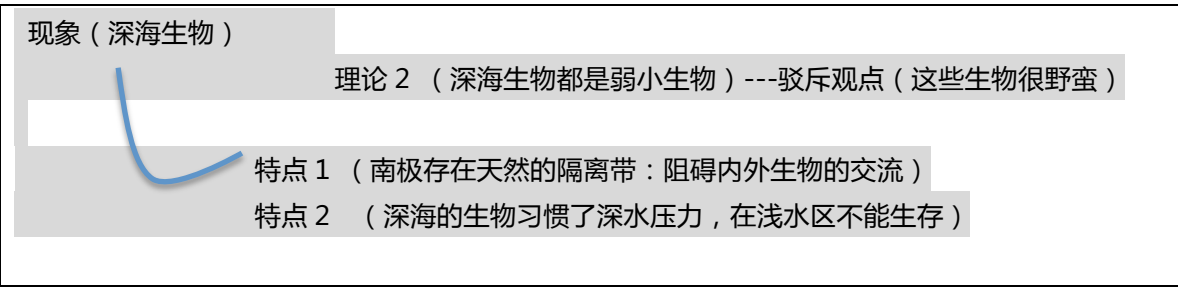 现象（深海生物）
理论 2 （深海生物都是弱小生物）---驳斥观点（这些生物很野蛮）
特点 1 （南极存在天然的隔离带：阻碍内外生物的交流）
特点 2 （深海的生物习惯了深水压力，在浅水区不能生存）